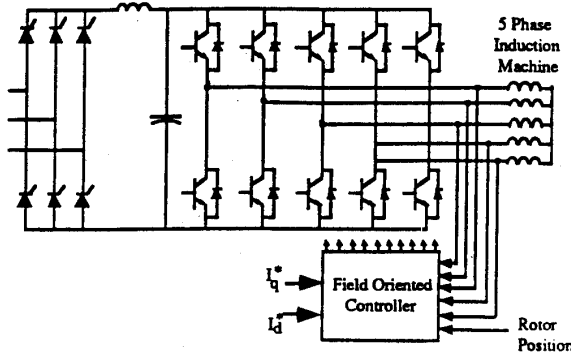 5 Phase
Induction
Machine
I*q
Field Oriented
Controller
I*d
Rotor
Position